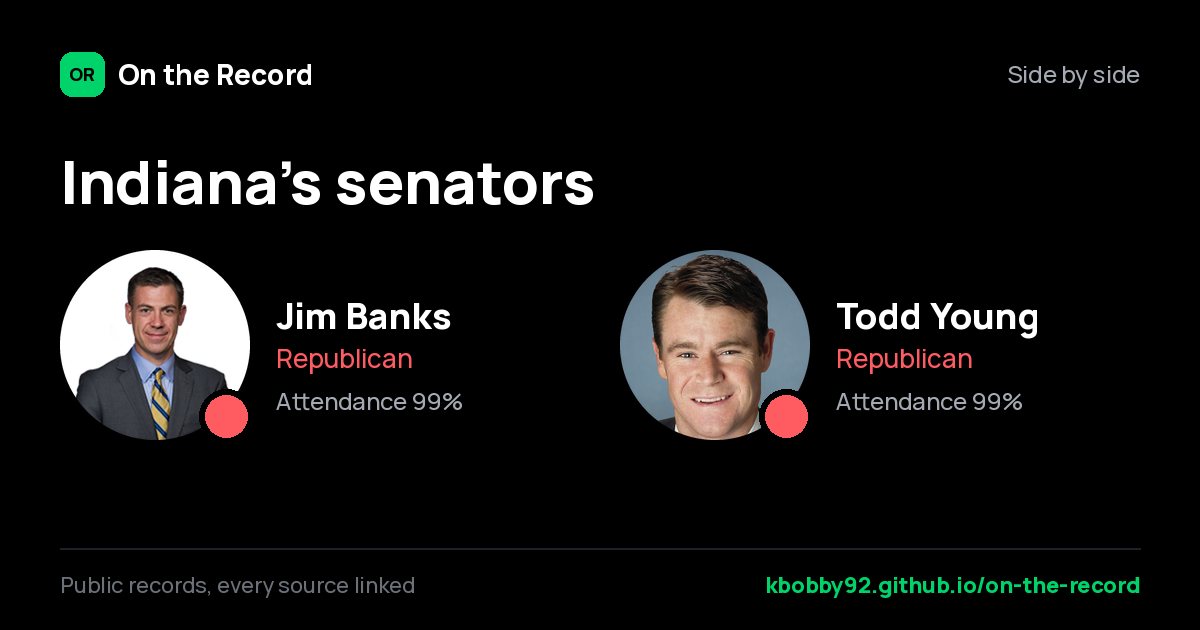 OR On the Record
Side by side
Indiana’s senators
Jim Banks
Republican
Attendance 99%
Todd Young
Republican
Attendance 99%
Public records, every source linked
kbobby92.github.io/on-the-record